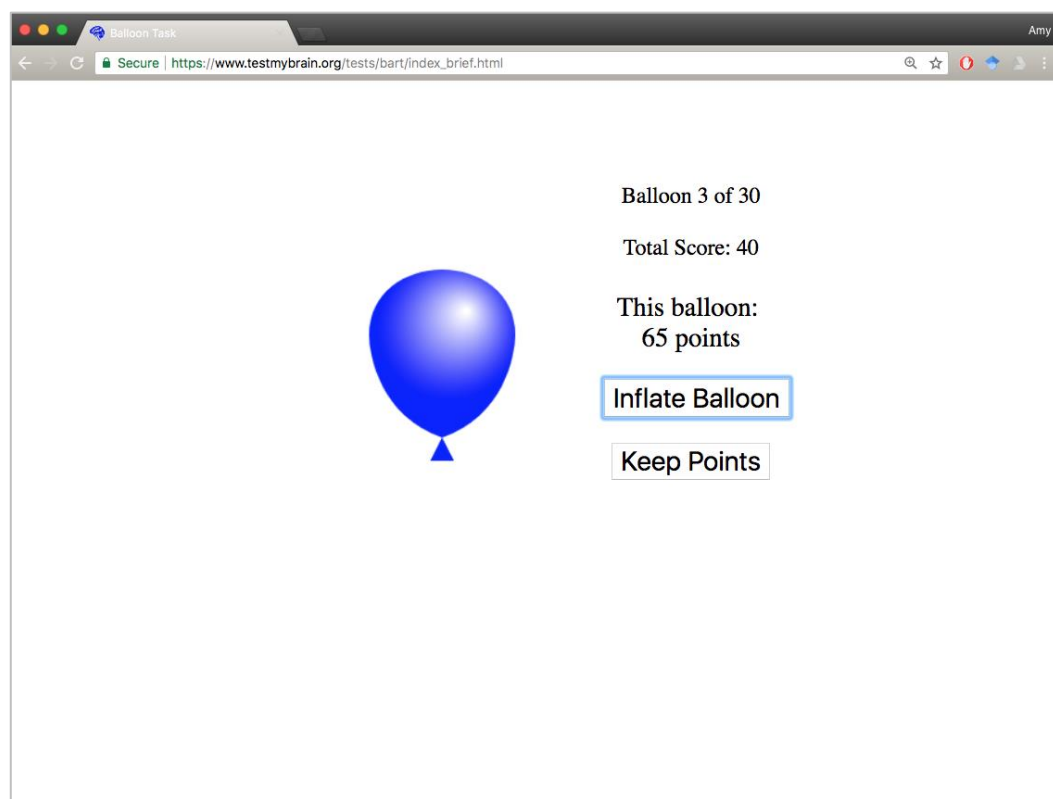 Balloon Task
Amy
Secure | https://www.testmybrain.org/tests/bart/index_brief.html
Balloon 3 of 30
Total Score: 40
This balloon:
65 points
Inflate Balloon
Keep Points